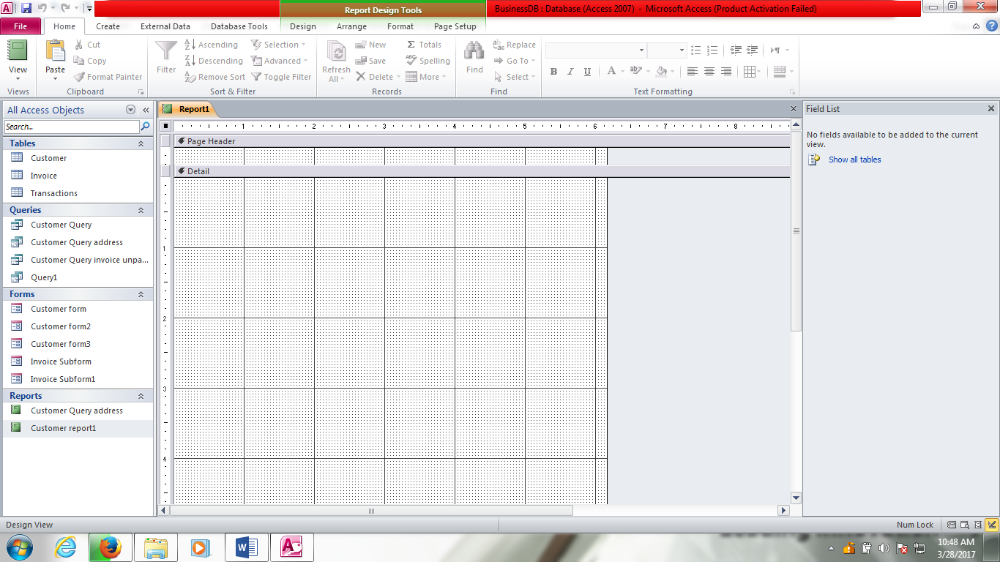 Report Design Tools
BusinessDB : Database (Access 2007) - Microsoft Access (Product Activation Failed)
File Home Create External Data Database Tools Design Arrange Format Page Setup
View
Views
Paste
Cut
Copy
Format Painter
Clipboard
Filter
Ascending
Descending
Remove Sort
Selection
Advanced
Toggle Filter
Sort & Filter
Refresh
All
New
Save
Delete
Totals
Spelling
More
Records
Find
Replace
Go To
Select
Find
B I U A
Text Formatting
All Access Objects
Search...
Tables
Customer
Invoice
Transactions
Queries
Customer Query
Customer Query address
Customer Query invoice unpa...
Query1
Forms
Customer form
Customer form2
Customer form3
Invoice Subform
Invoice Subform1
Reports
Customer Query address
Customer report1
Report1
1 2 3 4 5 6 7 8
Page Header
Detail
1
2
3
4
Field List
No fields available to be added to the current
view.
Show all tables
Design View
Num Lock
10:48 AM
3/28/2017